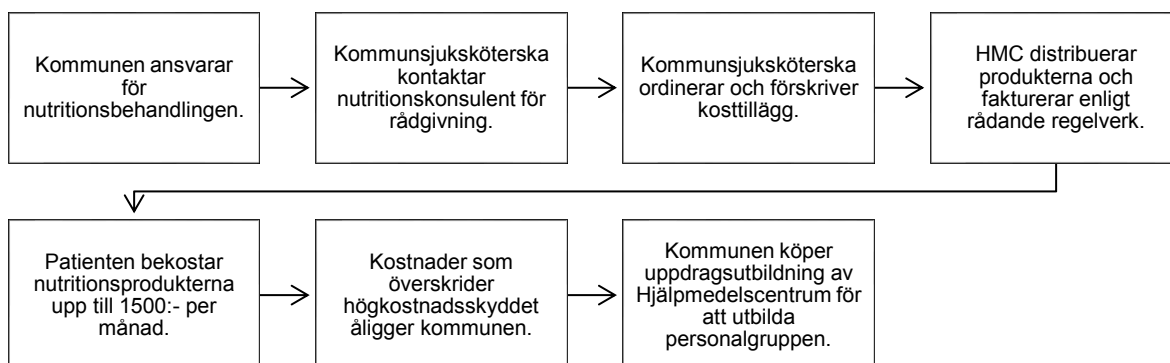 Kommunen ansvarar
för
nutritionsbehandlingen.
Kommunsjuksköterska
kontaktar
nutritionskonsulent för
rådgivning.
Kommunsjuksköterska
ordinerar och förskriver
kosttillägg.
HMC distribuerar
produkterna och
fakturerar enligt
rådande regelverk.
Patienten bekostar
nutritionsprodukterna
upp till 1500:- per
månad.
Kostnader som
överskrider
högkostnadsskyddet
åligger kommunen.
Kommunen köper
uppdragsutbildning av
Hjälpmedelscentrum för
att utbilda
personalgruppen.